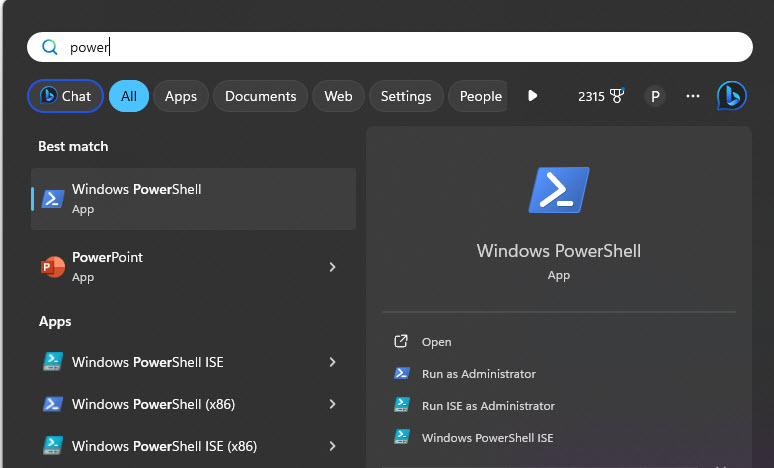 power
Chat
All
Apps
Documents
Web
Settings
People
2315
P
Best match
Windows PowerShell
App
PowerPoint
App
Apps
Windows PowerShell ISE
Windows PowerShell (x86)
Windows PowerShell ISE (x86)
Windows PowerShell
App
Open
Run as Administrator
Run ISE as Administrator
Windows PowerShell ISE